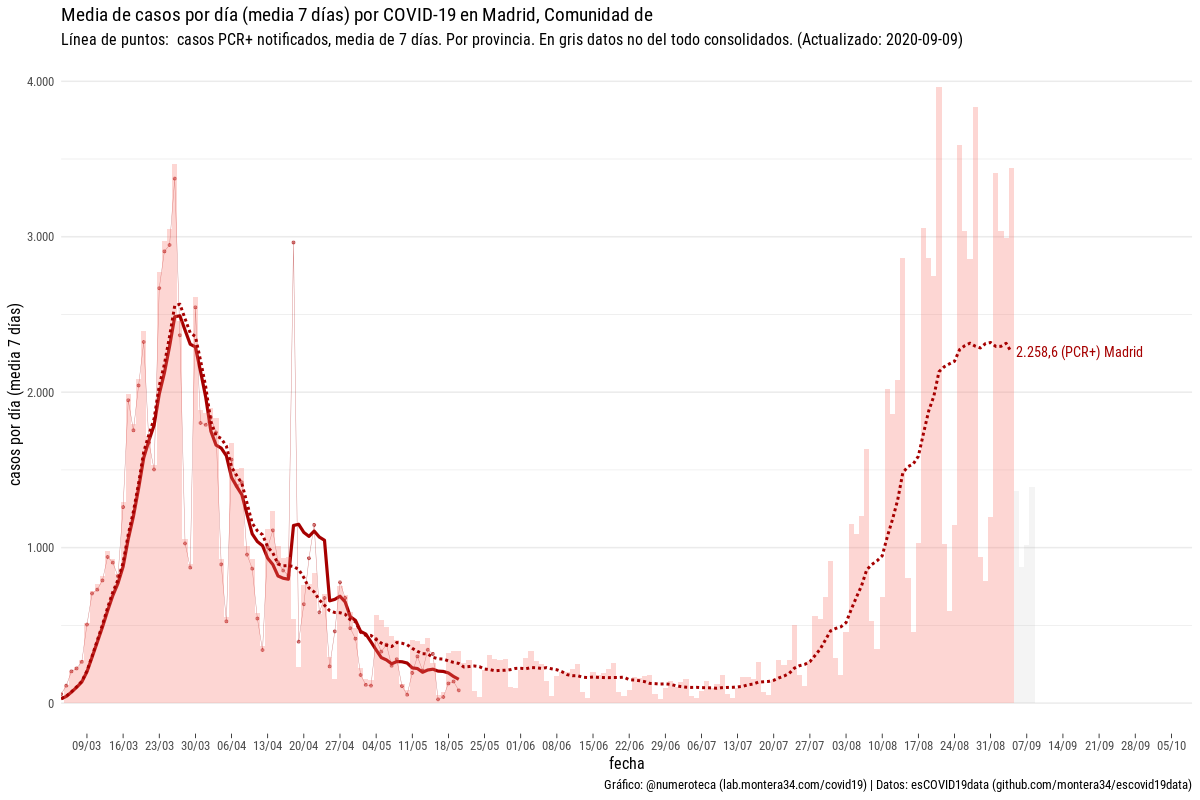 Media de casos por día (media 7 días) por COVID-19 en Madrid, Comunidad de
Línea de puntos:  casos PCR+ notificados, media de 7 días. Por provincia. En gris datos no del todo consolidados. (Actualizado: 2020-09-09)
casos por día (media 7 días)
4.000
3.000
2.000
1.000
0
2.258,6 (PCR+) Madrid
09/03 16/03 23/03 30/03 06/04 13/04 20/04 27/04 04/05 11/05 18/05 25/05 01/06 08/06 15/06 22/06 29/06 06/07 13/07 20/07 27/07 03/08 10/08 17/08 24/08 31/08 07/09 14/09 21/09 28/09 05/10
fecha
Gráfico: @numeroteca (lab.montera34.com/covid19) | Datos: esCOVID19data (github.com/montera34/escovid19data)